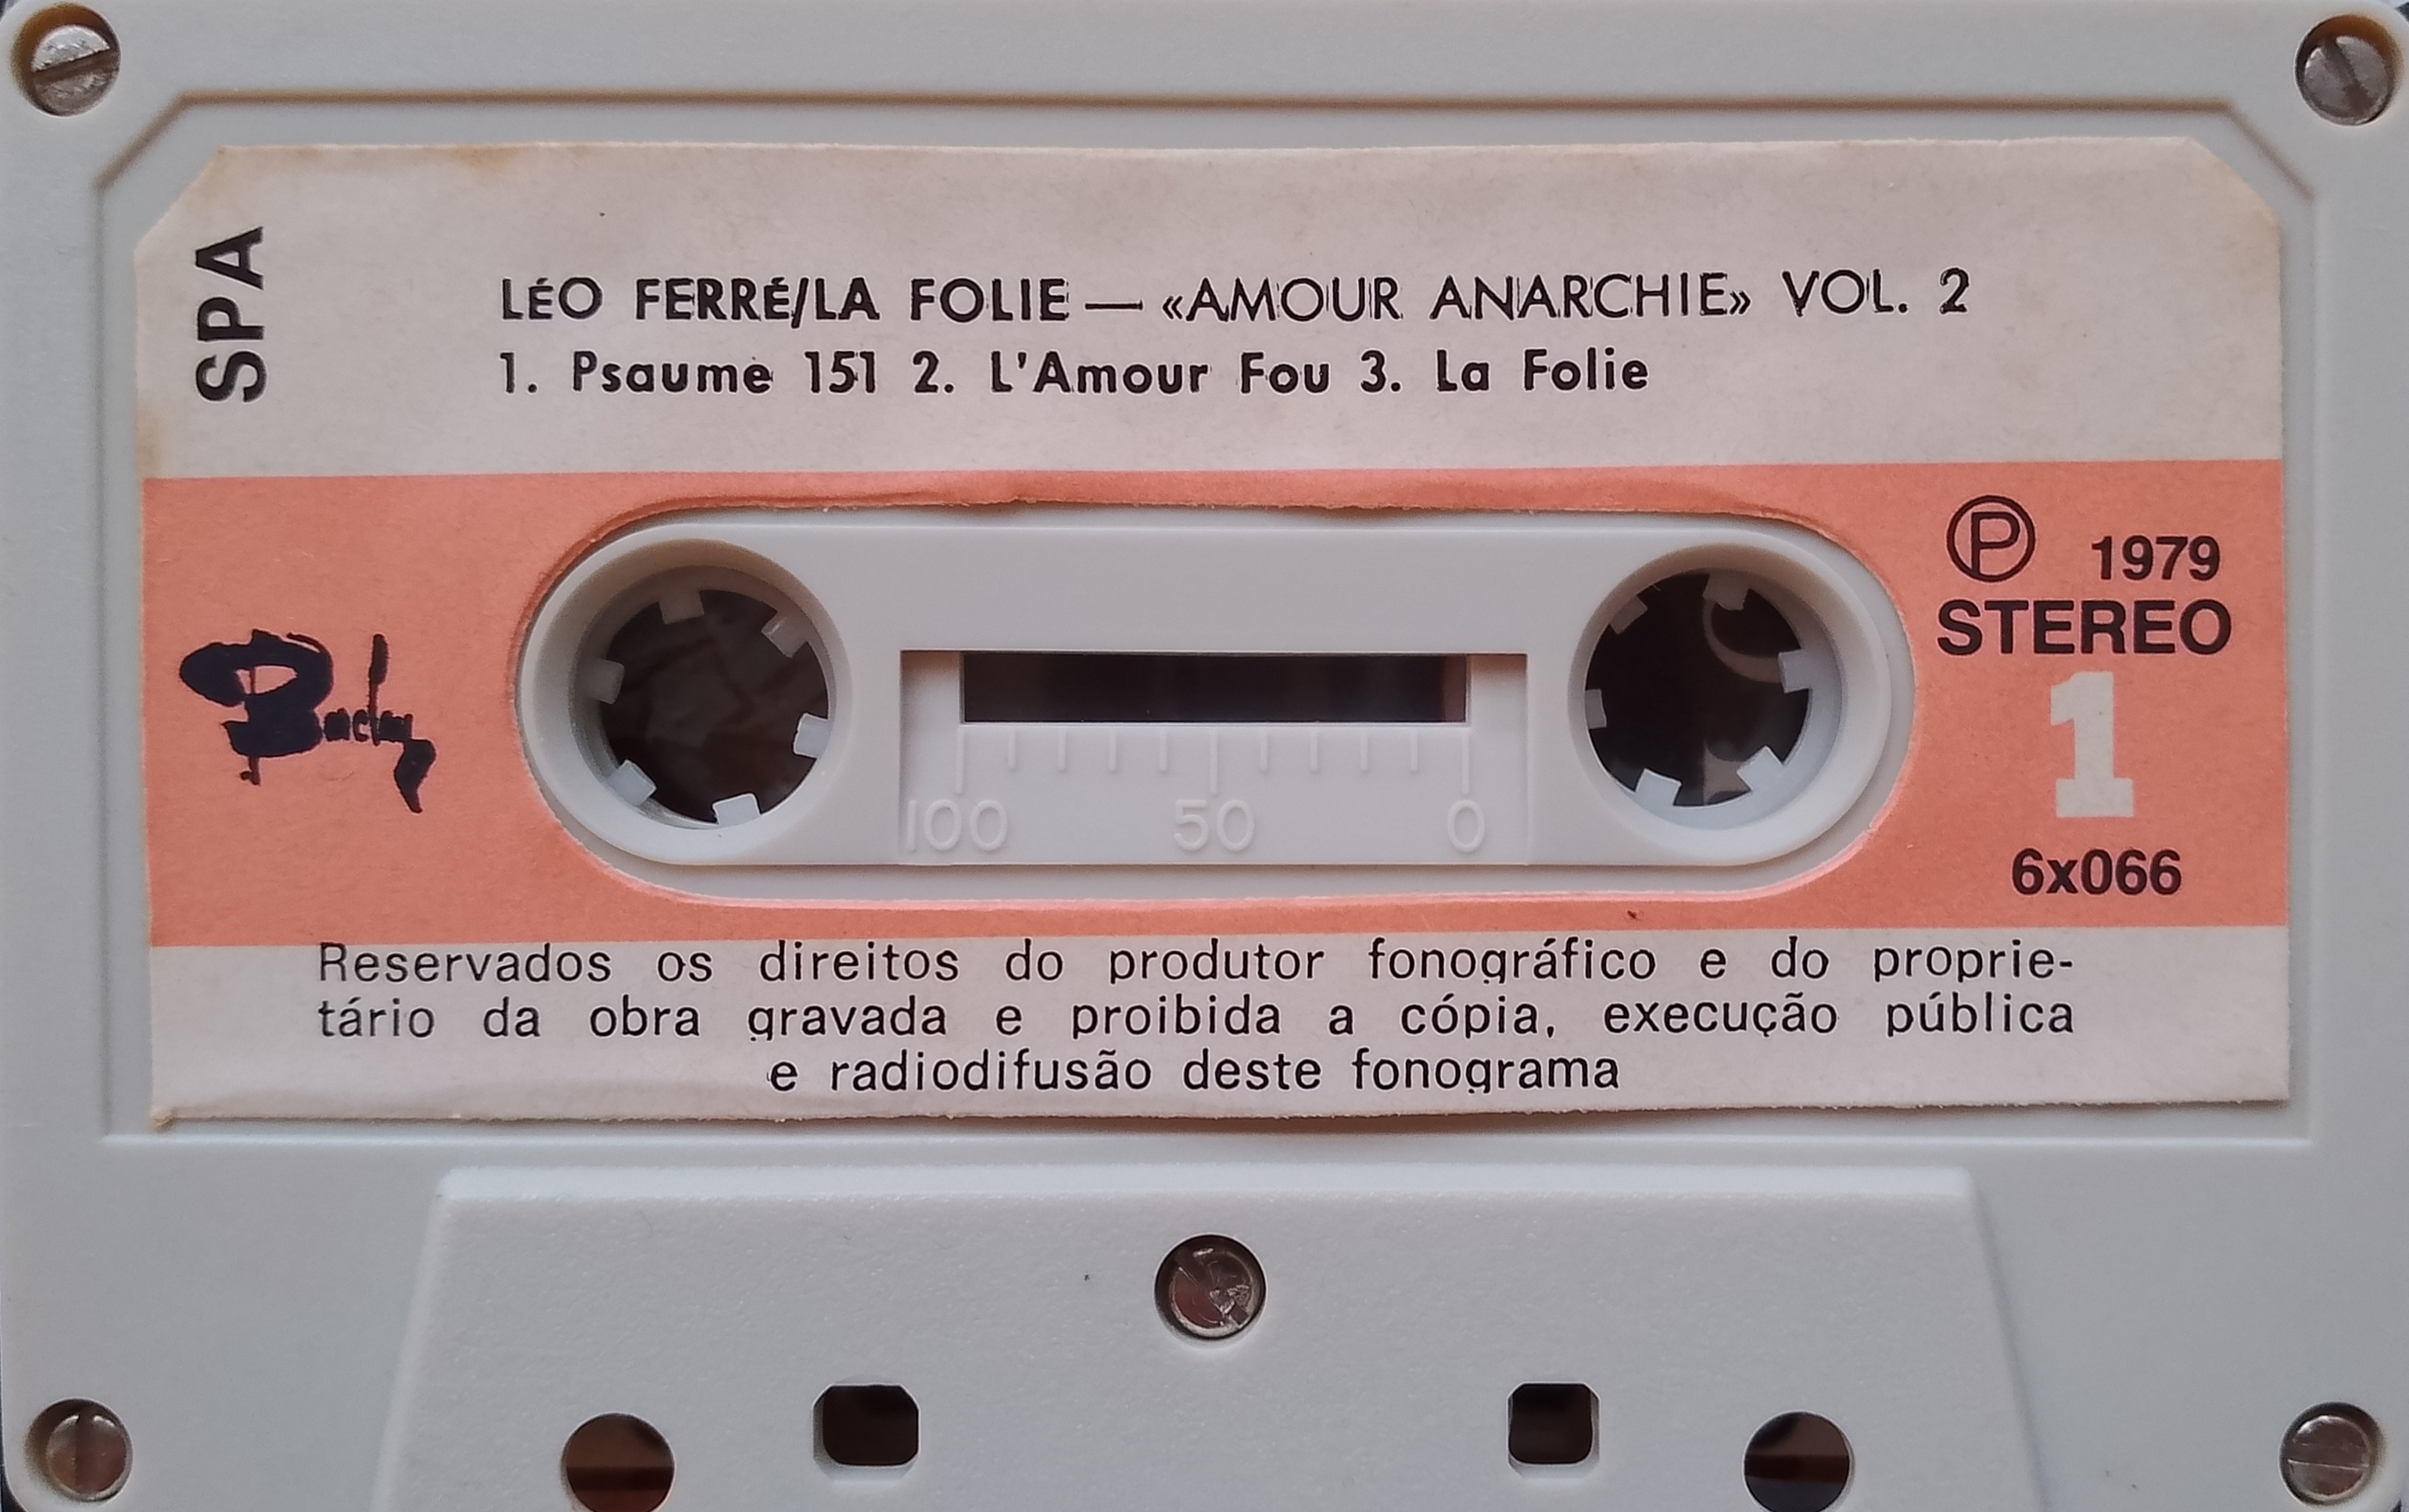 SPA
LÉO FERRÉ/LA FOLIE — «AMOUR ANARCHIE» VOL. 2
1. Psaume 151 2. L'Amour Fou 3. La Folie
Ⓟ 1979
STEREO
Barclay
1
6x066
100 50 0
Reservados os direitos do produtor fonográfico e do proprie-
tário da obra gravada e proibida a cópia, execução pública
e radiodifusão deste fonograma